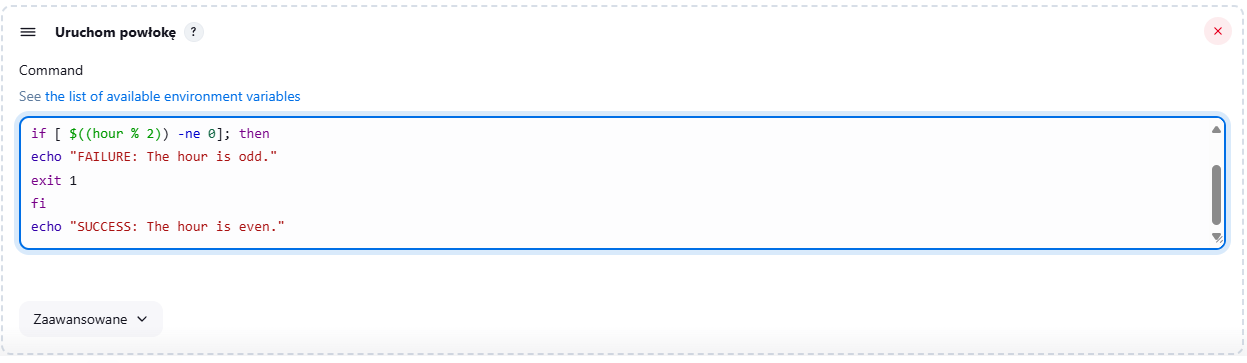 Uruchom powłokę ?
Command
See the list of available environment variables
if [ $((hour % 2)) -ne 0]; then
echo "FAILURE: The hour is odd."
exit 1
fi
echo "SUCCESS: The hour is even."
Zaawansowane